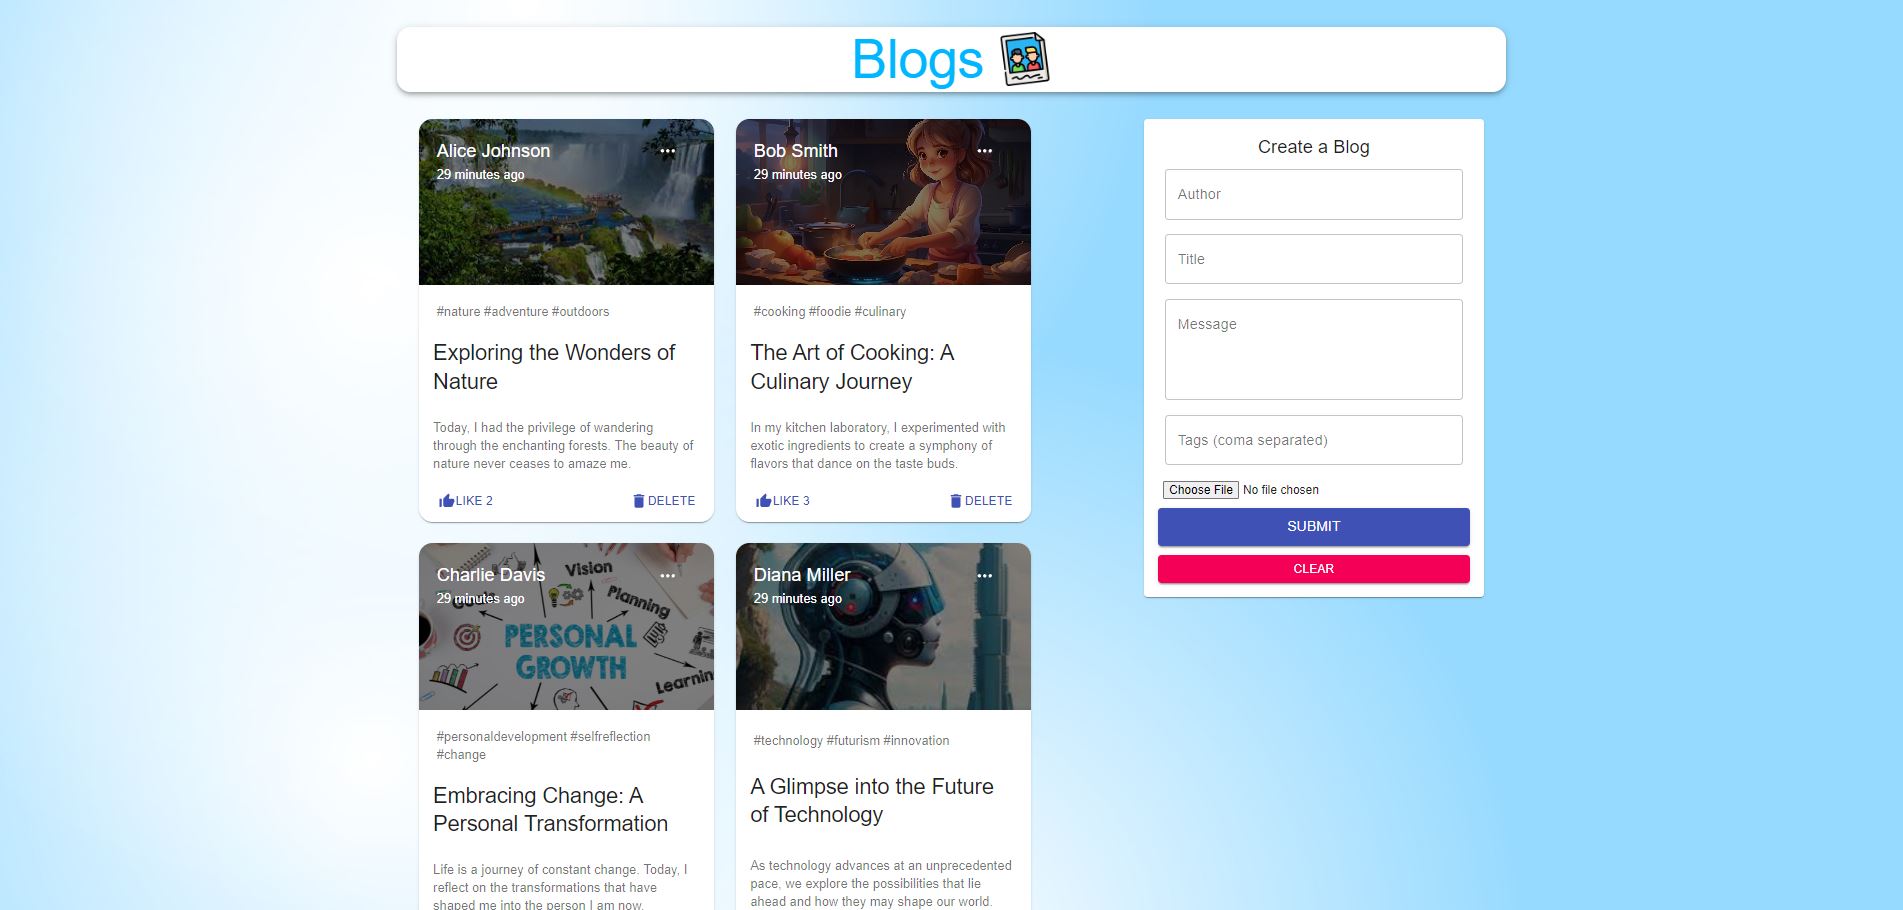 Blogs
Alice Johnson
29 minutes ago
#nature #adventure #outdoors
Exploring the Wonders of
Nature
Today, I had the privilege of wandering
through the enchanting forests. The beauty of
nature never ceases to amaze me.
LIKE 2
DELETE
Bob Smith
29 minutes ago
#cooking #foodie #culinary
The Art of Cooking: A
Culinary Journey
In my kitchen laboratory, I experimented with
exotic ingredients to create a symphony of
flavors that dance on the taste buds.
LIKE 3
DELETE
Charlie Davis
29 minutes ago
Goals
Vision
Planning
PERSONAL
GROWTH
Learnin
#personaldevelopment #selfreflection
#change
Embracing Change: A
Personal Transformation
Life is a journey of constant change. Today, I
reflect on the transformations that have
shaped me into the person I am now.
Diana Miller
29 minutes ago
#technology #futurism #innovation
A Glimpse into the Future
of Technology
As technology advances at an unprecedented
pace, we explore the possibilities that lie
ahead and how they may shape our world.
Create a Blog
Author
Title
Message
Tags (coma separated)
Choose File No file chosen
SUBMIT
CLEAR